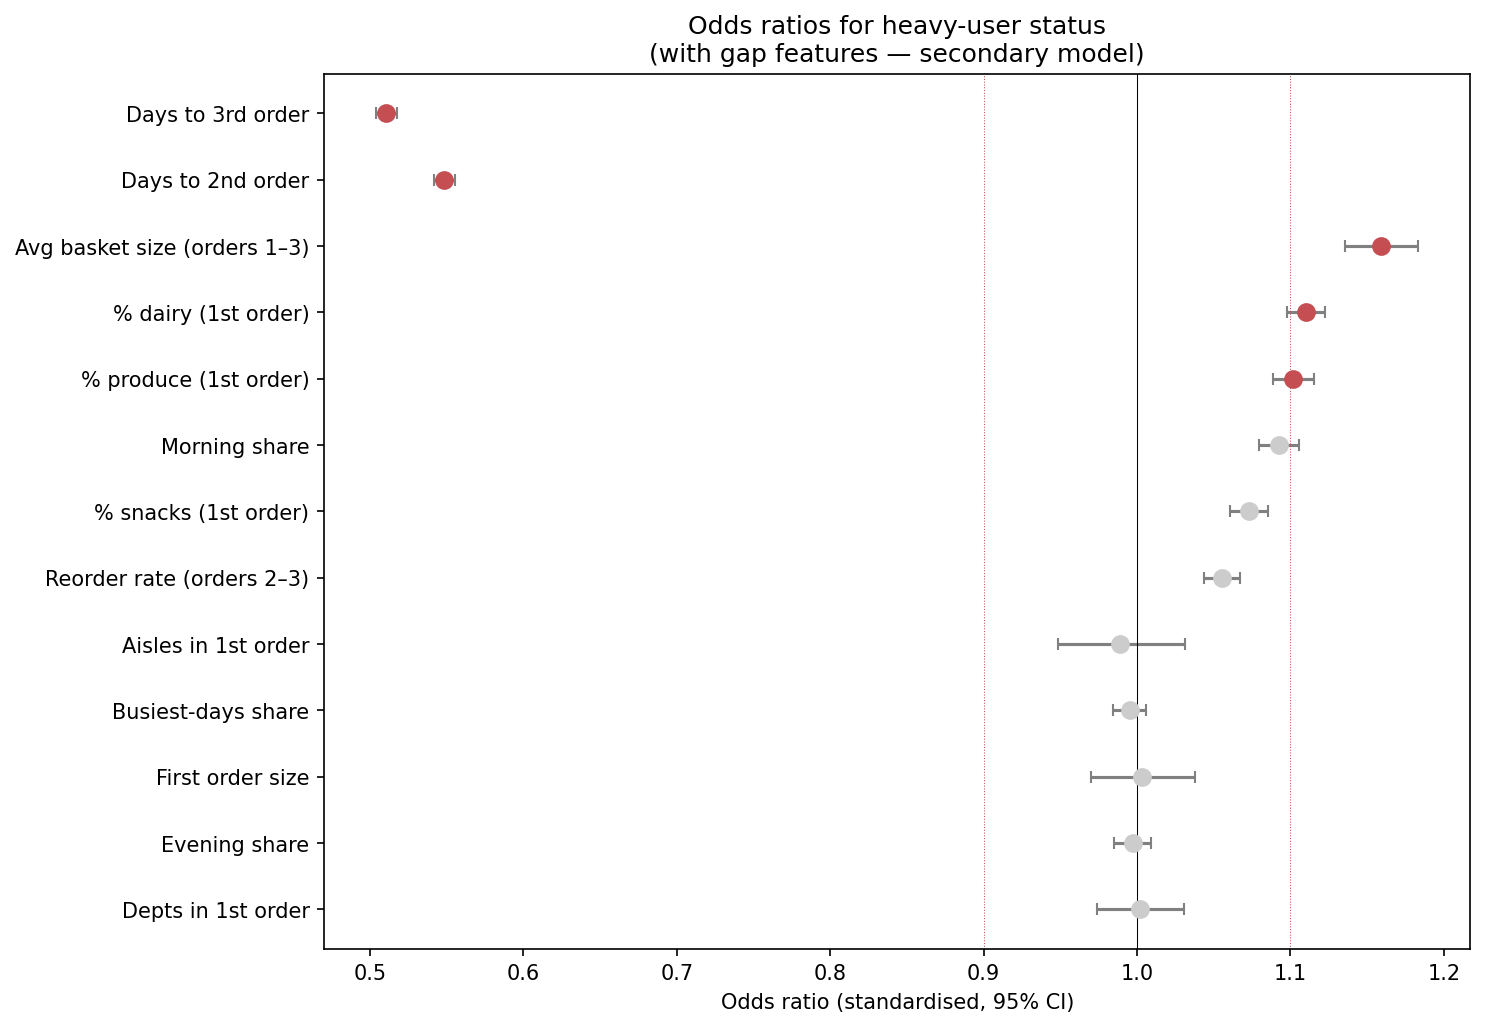 Odds ratios for heavy-user status
(with gap features — secondary model)
Days to 3rd order
Days to 2nd order
Avg basket size (orders 1–3)
% dairy (1st order)
% produce (1st order)
Morning share
% snacks (1st order)
Reorder rate (orders 2–3)
Aisles in 1st order
Busiest-days share
First order size
Evening share
Depts in 1st order
0.5 0.6 0.7 0.8 0.9 1.0 1.1 1.2
Odds ratio (standardised, 95% CI)